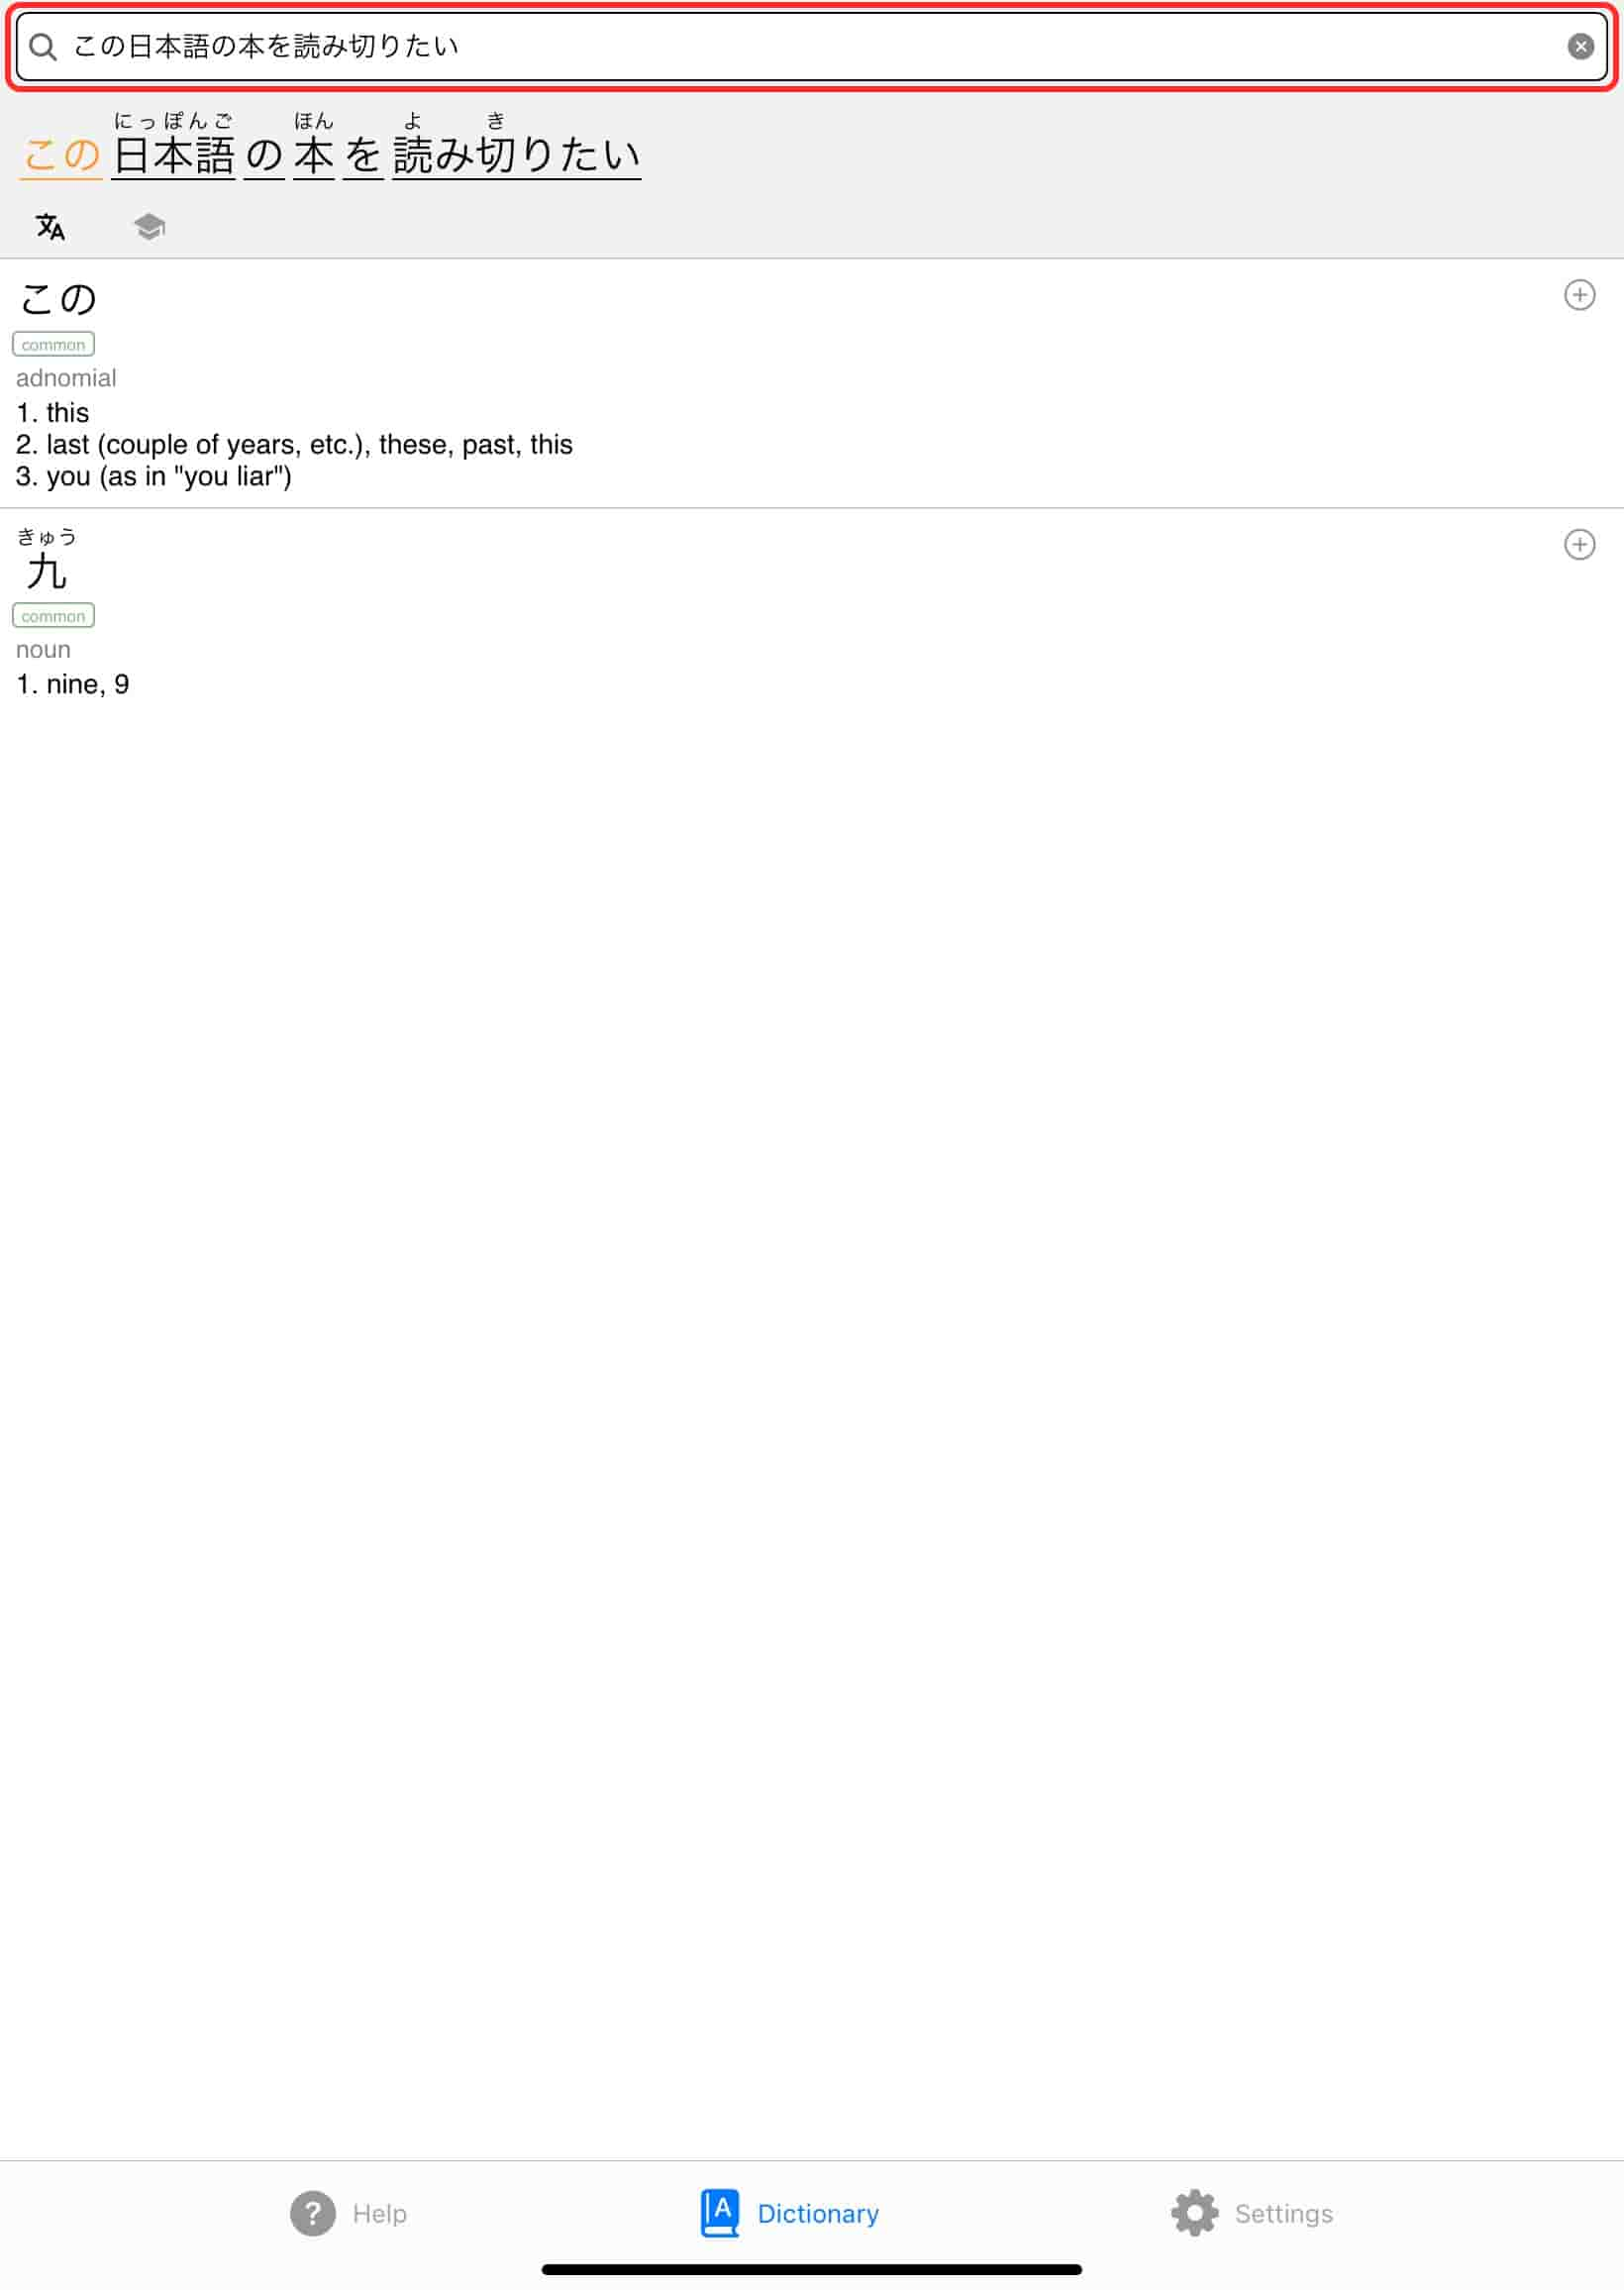 この日本語の本を読み切りたい
にっぽんご ほん よ き
この 日本語 の 本 を 読み切りたい
文A
この
common
adnomial
1. this
2. last (couple of years, etc.), these, past, this
3. you (as in "you liar")
きゅう
九
common
noun
1. nine, 9
? Help
A Dictionary
Settings